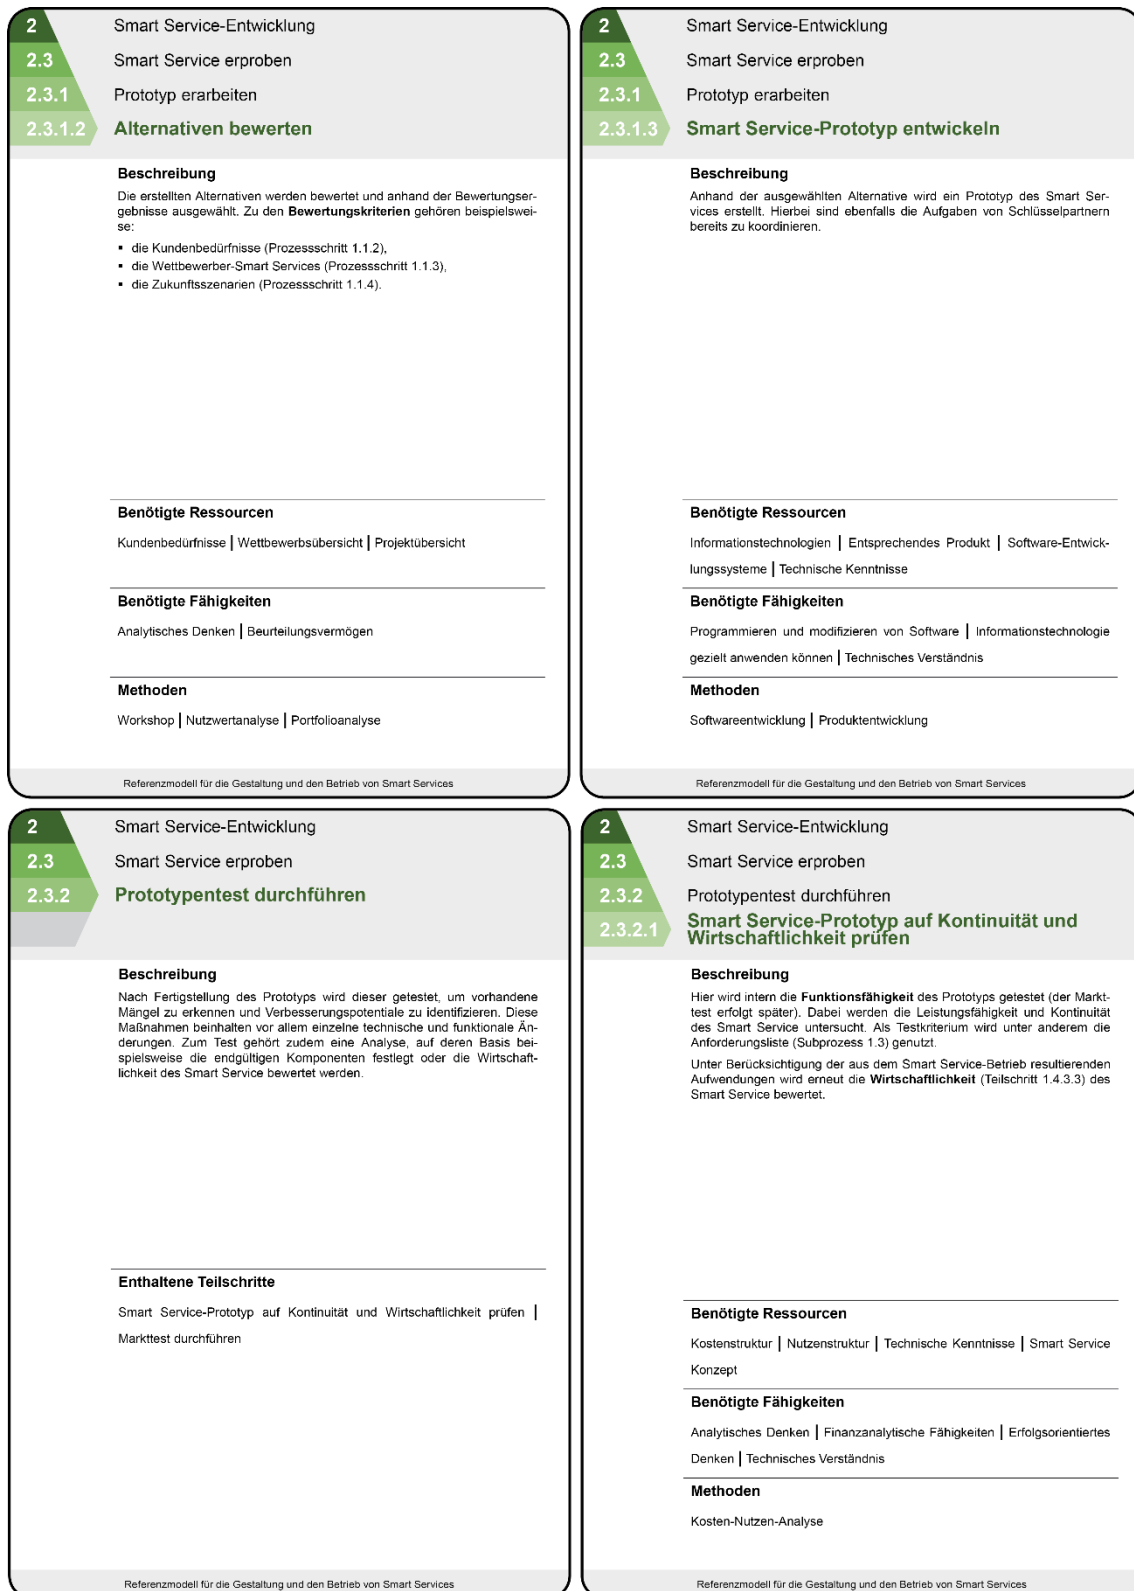 2 Smart Service-Entwicklung
2.3 Smart Service erproben
2.3.1 Prototyp erarbeiten
2.3.1.2 Alternativen bewerten
Beschreibung
Die erstellten Alternativen werden bewertet und anhand der Bewertungser-
gebnisse ausgewählt. Zu den Bewertungskriterien gehören beispielswei-
se:
▪ die Kundenbedürfnisse (Prozessschritt 1.1.2),
▪ die Wettbewerber-Smart Services (Prozessschritt 1.1.3),
▪ die Zukunftsszenarien (Prozessschritt 1.1.4).
Benötigte Ressourcen
Kundenbedürfnisse | Wettbewerbsübersicht | Projektübersicht
Benötigte Fähigkeiten
Analytisches Denken | Beurteilungsvermögen
Methoden
Workshop | Nutzwertanalyse | Portfolioanalyse
Referenzmodell für die Gestaltung und den Betrieb von Smart Services
2 Smart Service-Entwicklung
2.3 Smart Service erproben
2.3.1 Prototyp erarbeiten
2.3.1.3 Smart Service-Prototyp entwickeln
Beschreibung
Anhand der ausgewählten Alternative wird ein Prototyp des Smart Ser-
vices erstellt. Hierbei sind ebenfalls die Aufgaben von Schlüsselpartnern
bereits zu koordinieren.
Benötigte Ressourcen
Informationstechnologien | Entsprechendes Produkt | Software-Entwick-
lungssysteme | Technische Kenntnisse
Benötigte Fähigkeiten
Programmieren und modifizieren von Software | Informationstechnologie
gezielt anwenden können | Technisches Verständnis
Methoden
Softwareentwicklung | Produktentwicklung
Referenzmodell für die Gestaltung und den Betrieb von Smart Services
2 Smart Service-Entwicklung
2.3 Smart Service erproben
2.3.2 Prototypentest durchführen
Beschreibung
Nach Fertigstellung des Prototyps wird dieser getestet, um vorhandene
Mängel zu erkennen und Verbesserungspotentiale zu identifizieren. Diese
Maßnahmen beinhalten vor allem einzelne technische und funktionale Än-
derungen. Zum Test gehört zudem eine Analyse, auf deren Basis bei-
spielsweise die endgültigen Komponenten festlegt oder die Wirtschaft-
lichkeit des Smart Service bewertet werden.
Enthaltene Teilschritte
Smart Service-Prototyp auf Kontinuität und Wirtschaftlichkeit prüfen |
Markttest durchführen
Referenzmodell für die Gestaltung und den Betrieb von Smart Services
2 Smart Service-Entwicklung
2.3 Smart Service erproben
2.3.2 Prototypentest durchführen
2.3.2.1 Smart Service-Prototyp auf Kontinuität und
Wirtschaftlichkeit prüfen
Beschreibung
Hier wird intern die Funktionsfähigkeit des Prototyps getestet (der Markt-
test erfolgt später). Dabei werden die Leistungsfähigkeit und Kontinuität
des Smart Service untersucht. Als Testkriterium wird unter anderem die
Anforderungsliste (Subprozess 1.3) genutzt.
Unter Berücksichtigung der aus dem Smart Service-Betrieb resultierenden
Aufwendungen wird erneut die Wirtschaftlichkeit (Teilschritt 1.4.3.3) des
Smart Service bewertet.
Benötigte Ressourcen
Kostenstruktur | Nutzenstruktur | Technische Kenntnisse | Smart Service
Konzept
Benötigte Fähigkeiten
Analytisches Denken | Finanzanalytische Fähigkeiten | Erfolgsorientiertes
Denken | Technisches Verständnis
Methoden
Kosten-Nutzen-Analyse
Referenzmodell für die Gestaltung und den Betrieb von Smart Services